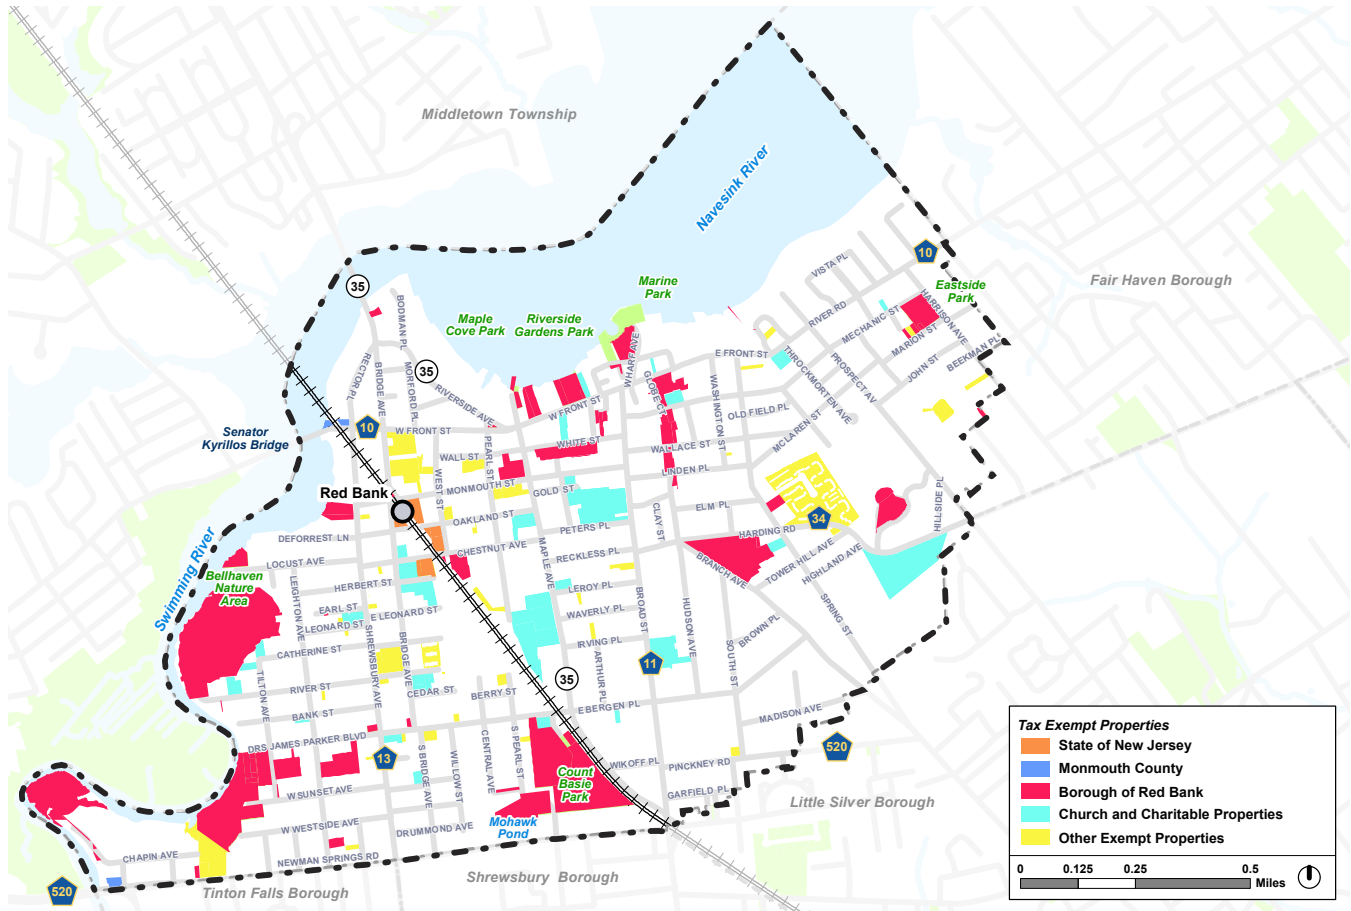 Middletown Township
Navesink River
10
VISTA PL
Eastside
Park
Fair Haven Borough
35
Marine
Park
RIVER RD
MECHANIC ST
HARRISON AVE
MARION ST
BODMAN PL
Maple
Cove Park
Riverside
Gardens Park
WHARF AVE
E FRONT ST
THROCKMORTEN AVE
PROSPECT AV
JOHN ST
BEEKMAN PL
RECTOR PL
BRIDGE AVE
MORFORD PL
35
RIVERSIDE AVE
GLOBE CT
WASHINGTON ST
W FRONT ST
OLD FIELD PL
MCLAREN ST
Senator
Kyrillos Bridge
10
W FRONT ST
WHITE ST
WALLACE ST
WALL ST
PEARL ST
LINDEN PL
WEST ST
MONMOUTH ST
GOLD ST
Red Bank
CLAY ST
ELM PL
HILLSIDE PL
34
OAKLAND ST
PETERS PL
HARDING RD
DEFORREST LN
CHESTNUT AVE
MAPLE AVE
RECKLESS PL
BRANCH AVE
TOWER HILL AVE
HIGHLAND AVE
Swimming River
LOCUST AVE
Bellhaven
Nature
Area
LEIGHTON AVE
HERBERT ST
LEROY PL
BROAD ST
HUDSON AVE
SPRING ST
EARL ST
E LEONARD ST
WAVERLY PL
LEONARD ST
SHREWSBURY AVE
BRIDGE AVE
IRVING PL
BROWN PL
CATHERINE ST
ARTHUR PL
SOUTH ST
11
35
TILTON AVE
RIVER ST
CEDAR ST
BERRY ST
BANK ST
E BERGEN PL
MADISON AVE
DRS JAMES PARKER BLVD
13
S BRIDGE AVE
WILLOW ST
CENTRAL AVE
S PEARL ST
520
WIKOFF PL
PINCKNEY RD
Count
Basie
Park
W SUNSET AVE
GARFIELD PL
Little Silver Borough
W WESTSIDE AVE
DRUMMOND AVE
Mohawk
Pond
CHAPIN AVE
NEWMAN SPRINGS RD
520
Tinton Falls Borough
Shrewsbury Borough
Tax Exempt Properties
State of New Jersey
Monmouth County
Borough of Red Bank
Church and Charitable Properties
Other Exempt Properties
0 0.125 0.25 0.5
Miles